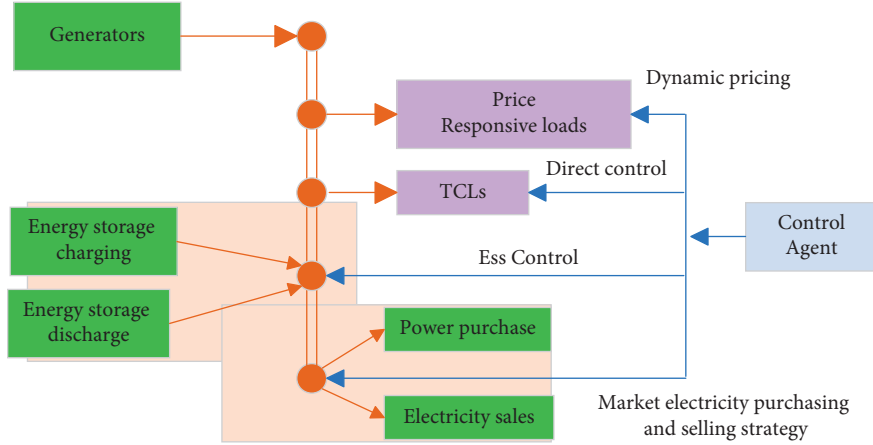 Generators
Dynamic pricing
Price
Responsive loads
Direct control
TCLs
Energy storage
charging
Control
Agent
Ess Control
Energy storage
discharge
Power purchase
Electricity sales
Market electricity purchasing
and selling strategy